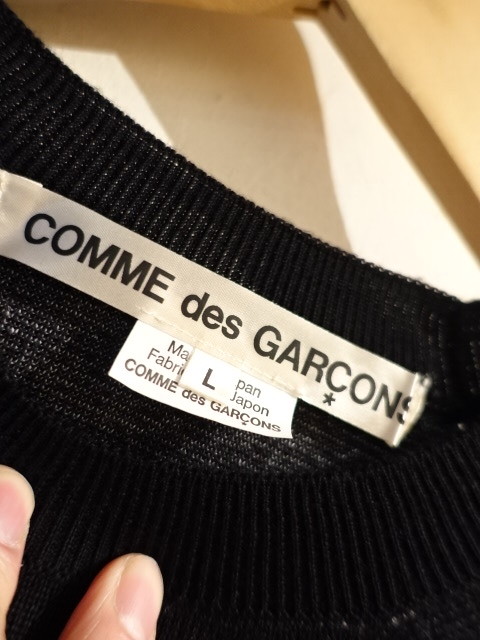 COMME des GARÇONS
*
Ma pan
Fabri Japon
L
COMME des GARÇONS